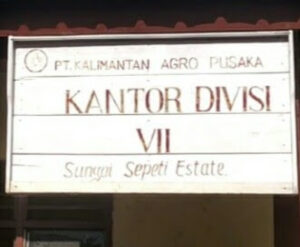 PT. KALIMANTAN AGRO PUSAKA
KANTOR DIVISI
VII
Sungai Sepeti Estate.